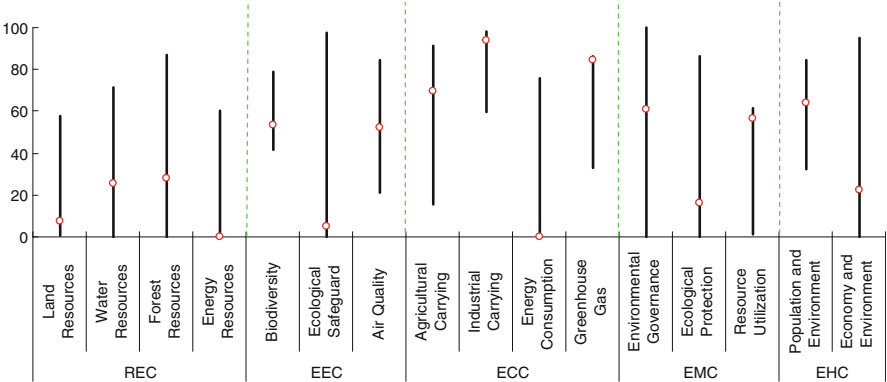 100
80
60
40
20
0
Land
Resources
Water
Resources
Forest
Resources
Energy
Resources
Biodiversity
Ecological
Safeguard
Air Quality
Agricultural
Carrying
Industrial
Carrying
Energy
Consumption
Greenhouse
Gas
Environmental
Governance
Ecological
Protection
Resource
Utilization
Population and
Environment
Economy and
Environment
REC
EEC
ECC
EMC
EHC